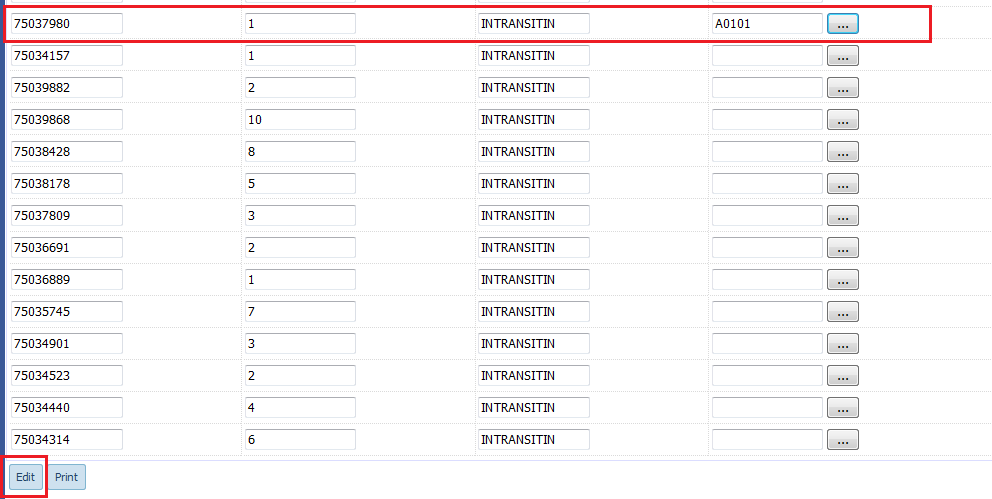 75037980 1 INTRANSITIN A0101 ...
75034157 1 INTRANSITIN ...
75039882 2 INTRANSITIN ...
75039868 10 INTRANSITIN ...
75038428 8 INTRANSITIN ...
75038178 5 INTRANSITIN ...
75037809 3 INTRANSITIN ...
75036691 2 INTRANSITIN ...
75036889 1 INTRANSITIN ...
75035745 7 INTRANSITIN ...
75034901 3 INTRANSITIN ...
75034523 2 INTRANSITIN ...
75034440 4 INTRANSITIN ...
75034314 6 INTRANSITIN ...
Edit Print